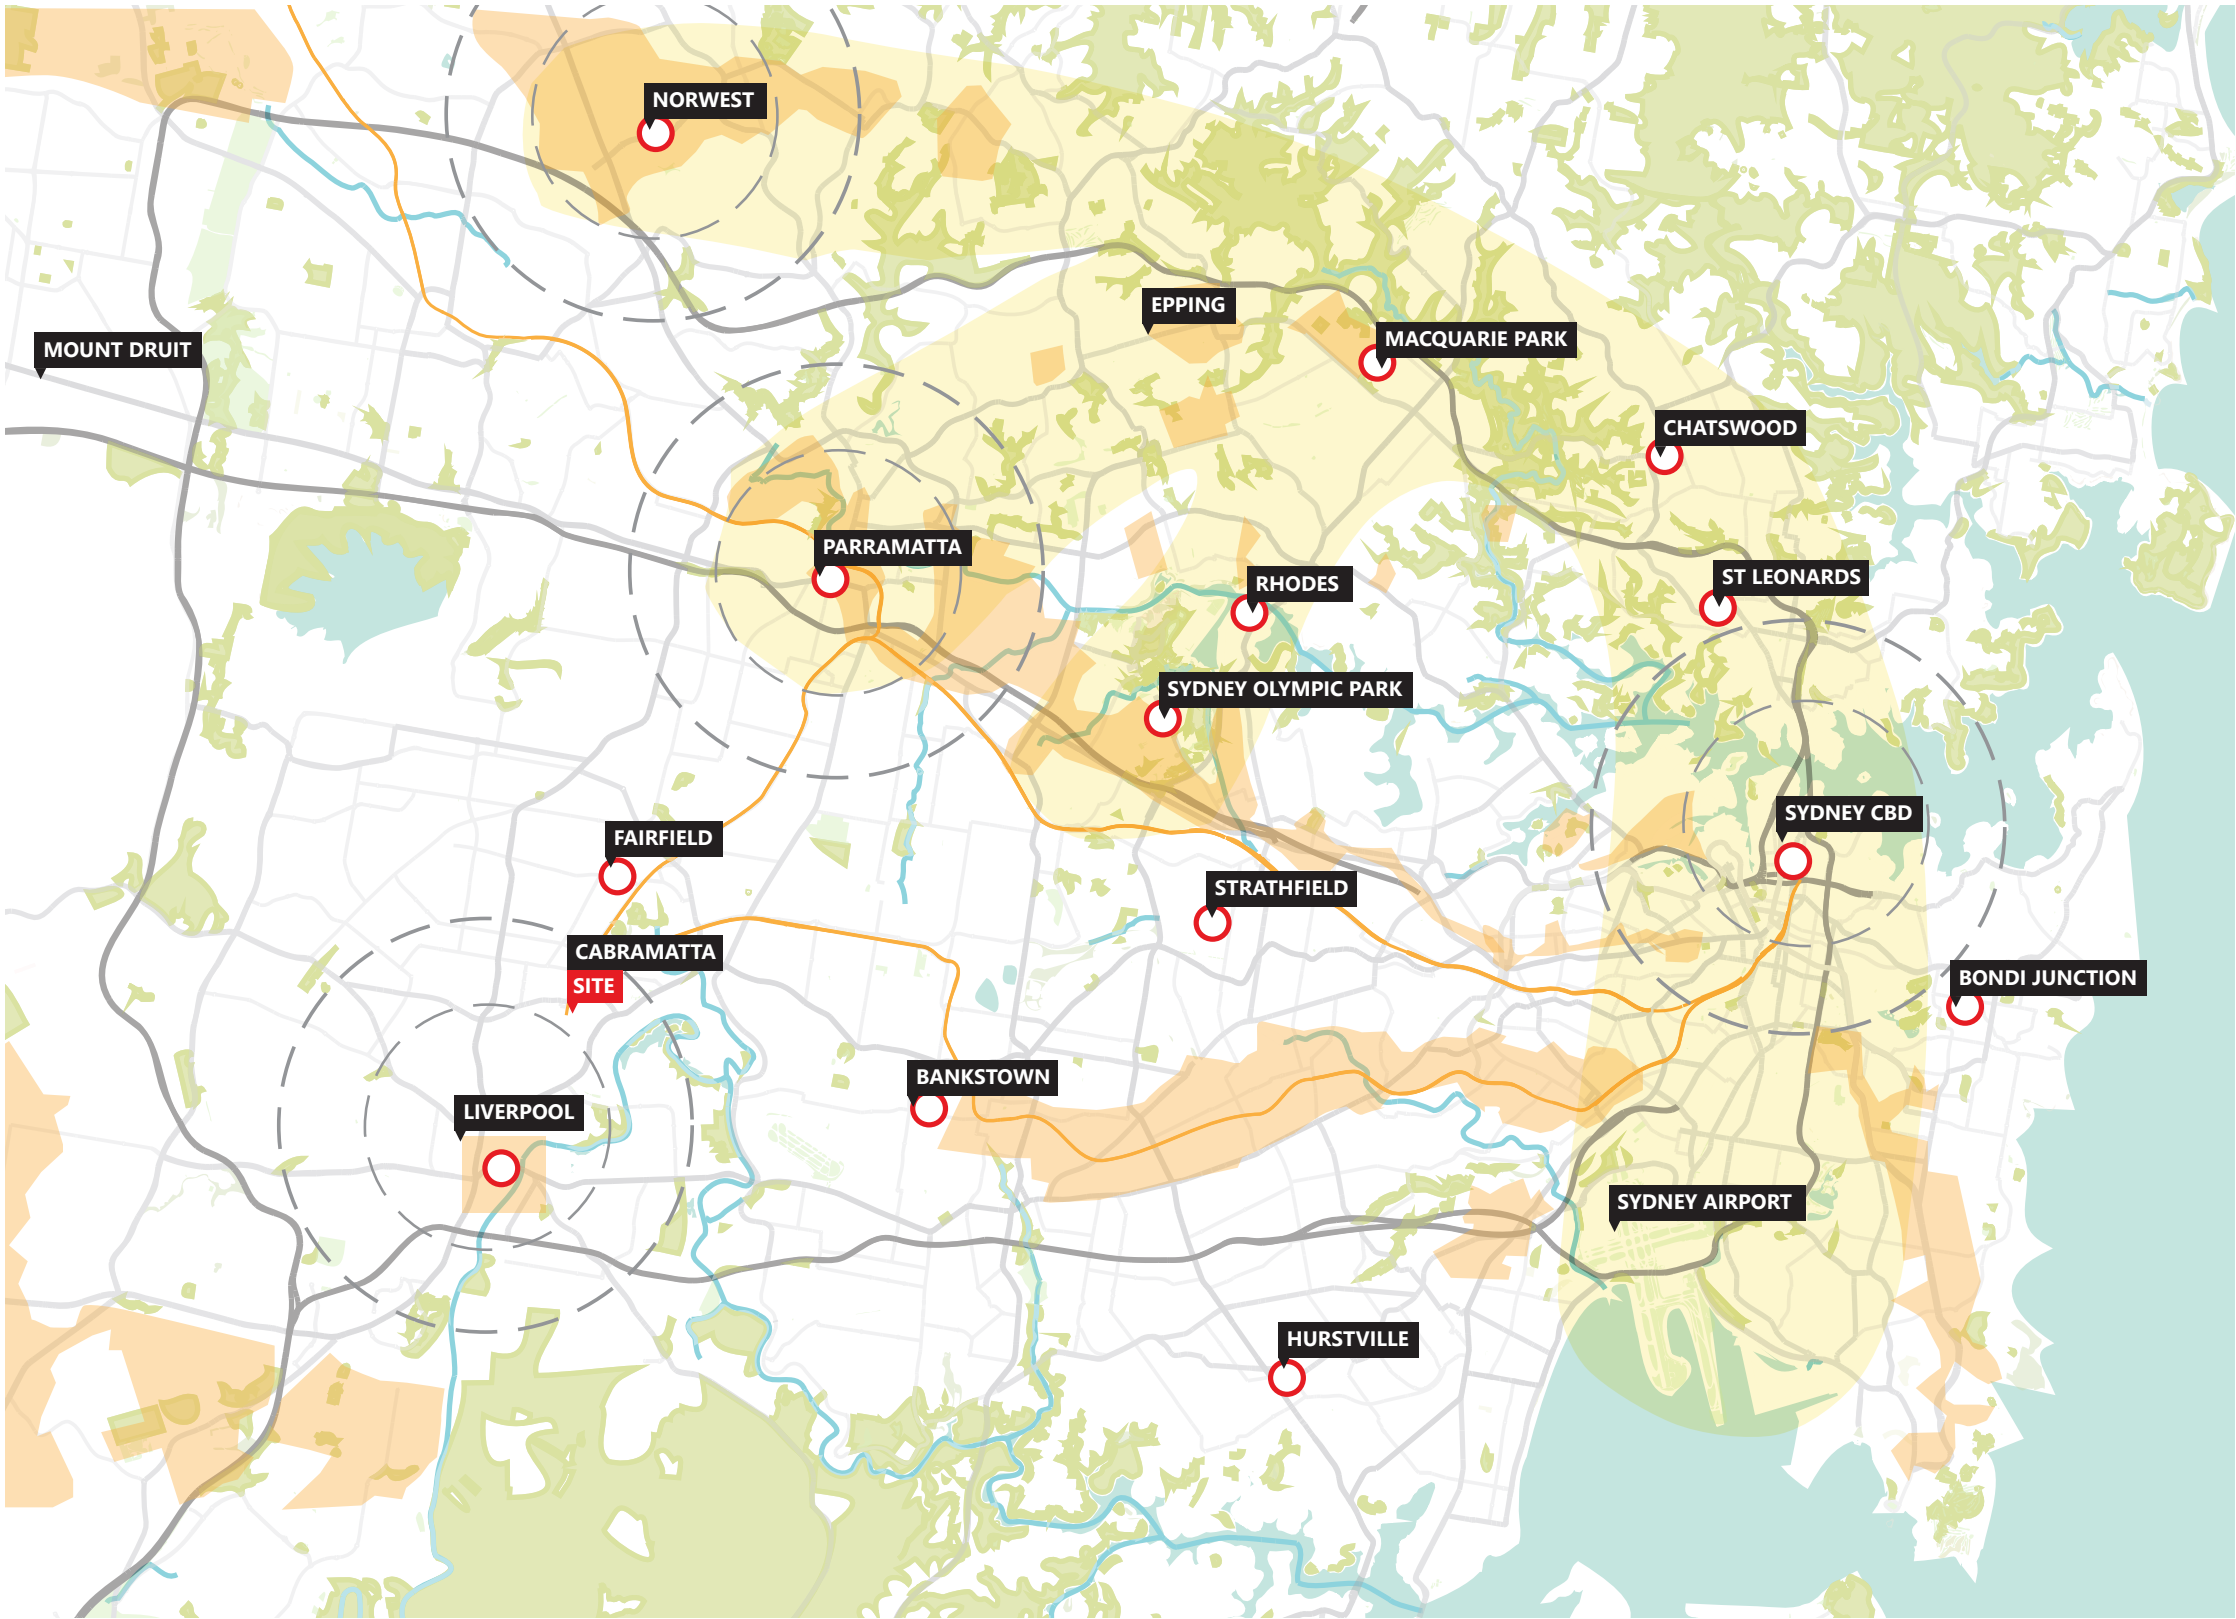 NORWEST
EPPING
MACQUARIE PARK
MOUNT DRUIT
CHATSWOOD
PARRAMATTA
RHODES
ST LEONARDS
SYDNEY OLYMPIC PARK
SYDNEY CBD
FAIRFIELD
STRATHFIELD
CABRAMATTA
SITE
BONDI JUNCTION
BANKSTOWN
LIVERPOOL
SYDNEY AIRPORT
HURSTVILLE